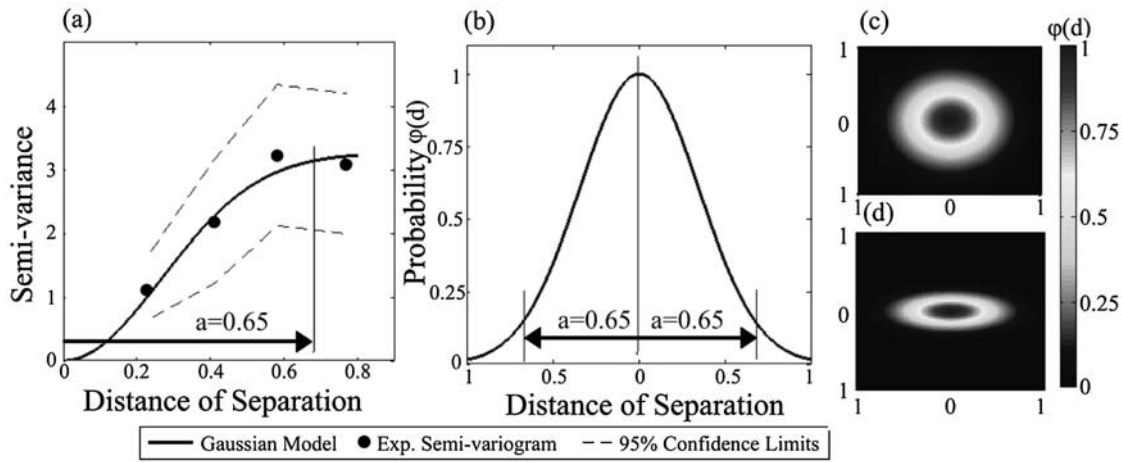 (a)
Semi-variance
4
3
2
1
0
a=0.65
0 0.2 0.4 0.6 0.8
Distance of Separation
(b)
Probability φ(d)
1
0.75
0.5
0.25
0
a=0.65 a=0.65
1 0.5 0 0.5 1
Distance of Separation
(c)
1
0
1
1 0 1
(d)
1
0
1
1 0 1
φ(d)
1
0.75
0.5
0.25
0
Gaussian Model Exp. Semi-variogram 95% Confidence Limits